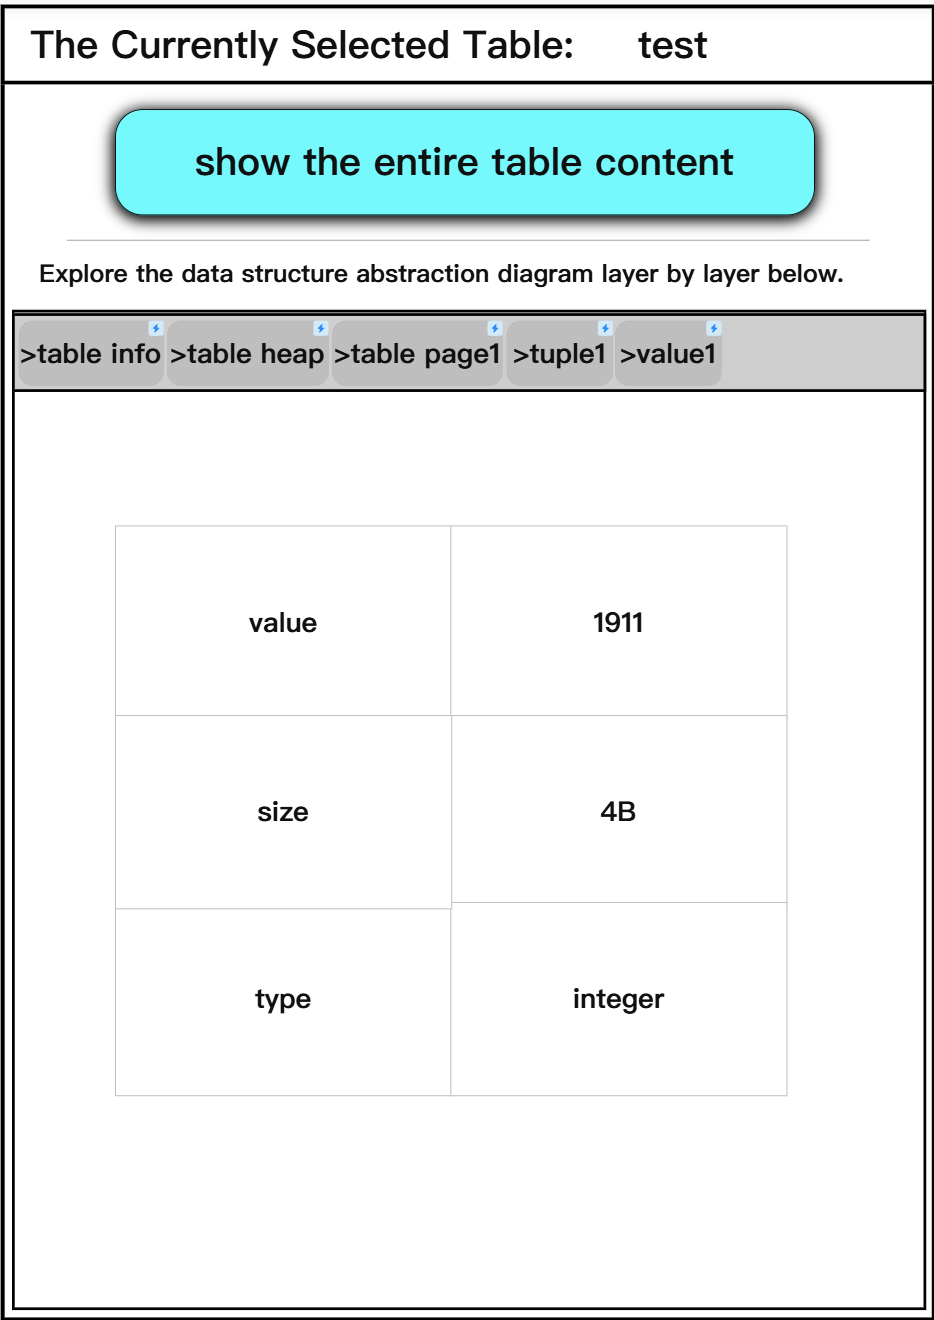 The Currently Selected Table: test
show the entire table content
Explore the data structure abstraction diagram layer by layer below.
>table info >table heap >table page1 >tuple1 >value1
value 1911
size 4B
type integer